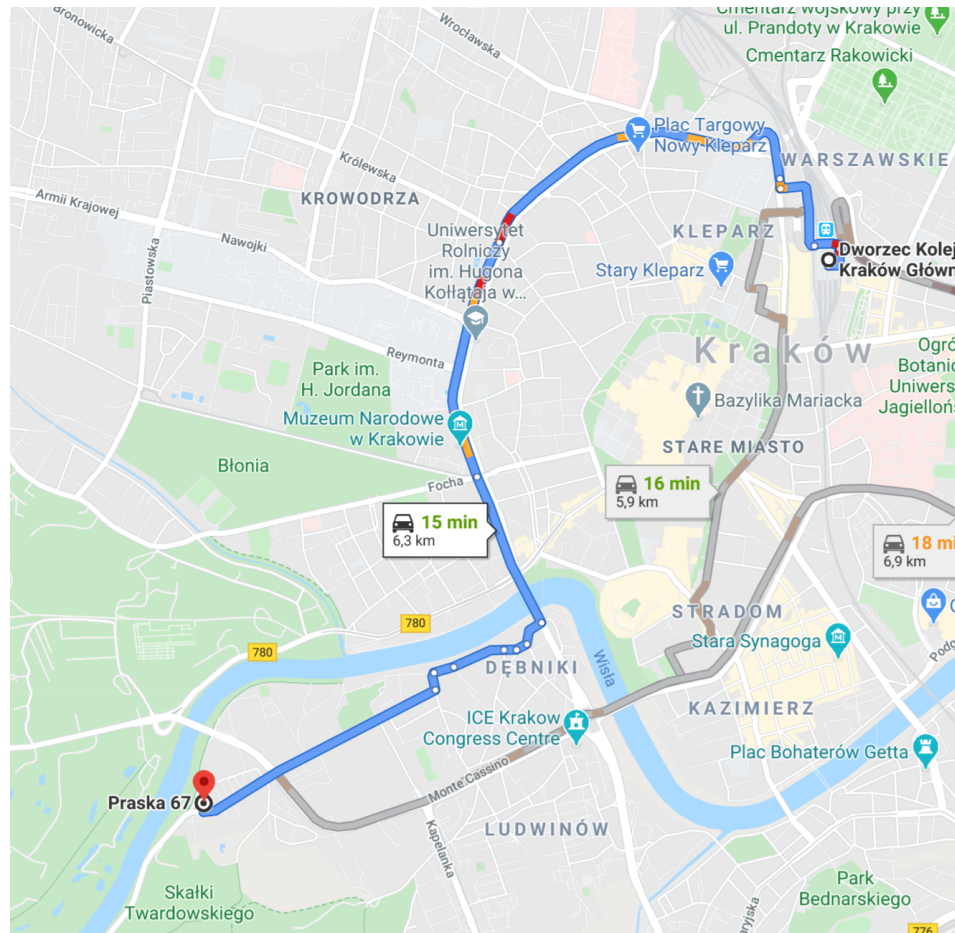 Cmentarz wojskowy przy
ul. Prandoty w Krakowie
Cmentarz Rakowicki
Bronowicka
Wrocławska
Plac Targowy
Nowy Kleparz
WARSZAWSKIE
Królewska
KROWODRZA
Armii Krajowej
Nawojki
Piastowska
Uniwersytet
Rolniczy
im. Hugona
Kołłątaja w...
KLEPARZ
Stary Kleparz
Dworzec Kolej
Kraków Główn
Kraków
Reymonta
Park im.
H. Jordana
Ogró
Botanic
Uniwers
Jagiellońs
Bazylika Mariacka
Muzeum Narodowe
w Krakowie
STARE MIASTO
Błonia
Focha
16 min
5,9 km
15 min
6,3 km
18 mi
6,9 km
780
780
STRADOM
Stara Synagoga
Podg
DĘBNIKI
Wisła
KAZIMIERZ
ICE Krakow
Congress Centre
Plac Bohaterów Getta
Monte Cassino
Praska 67
LUDWINÓW
Kapelanka
Skałki
Twardowskiego
Park
Bednarskiego
776